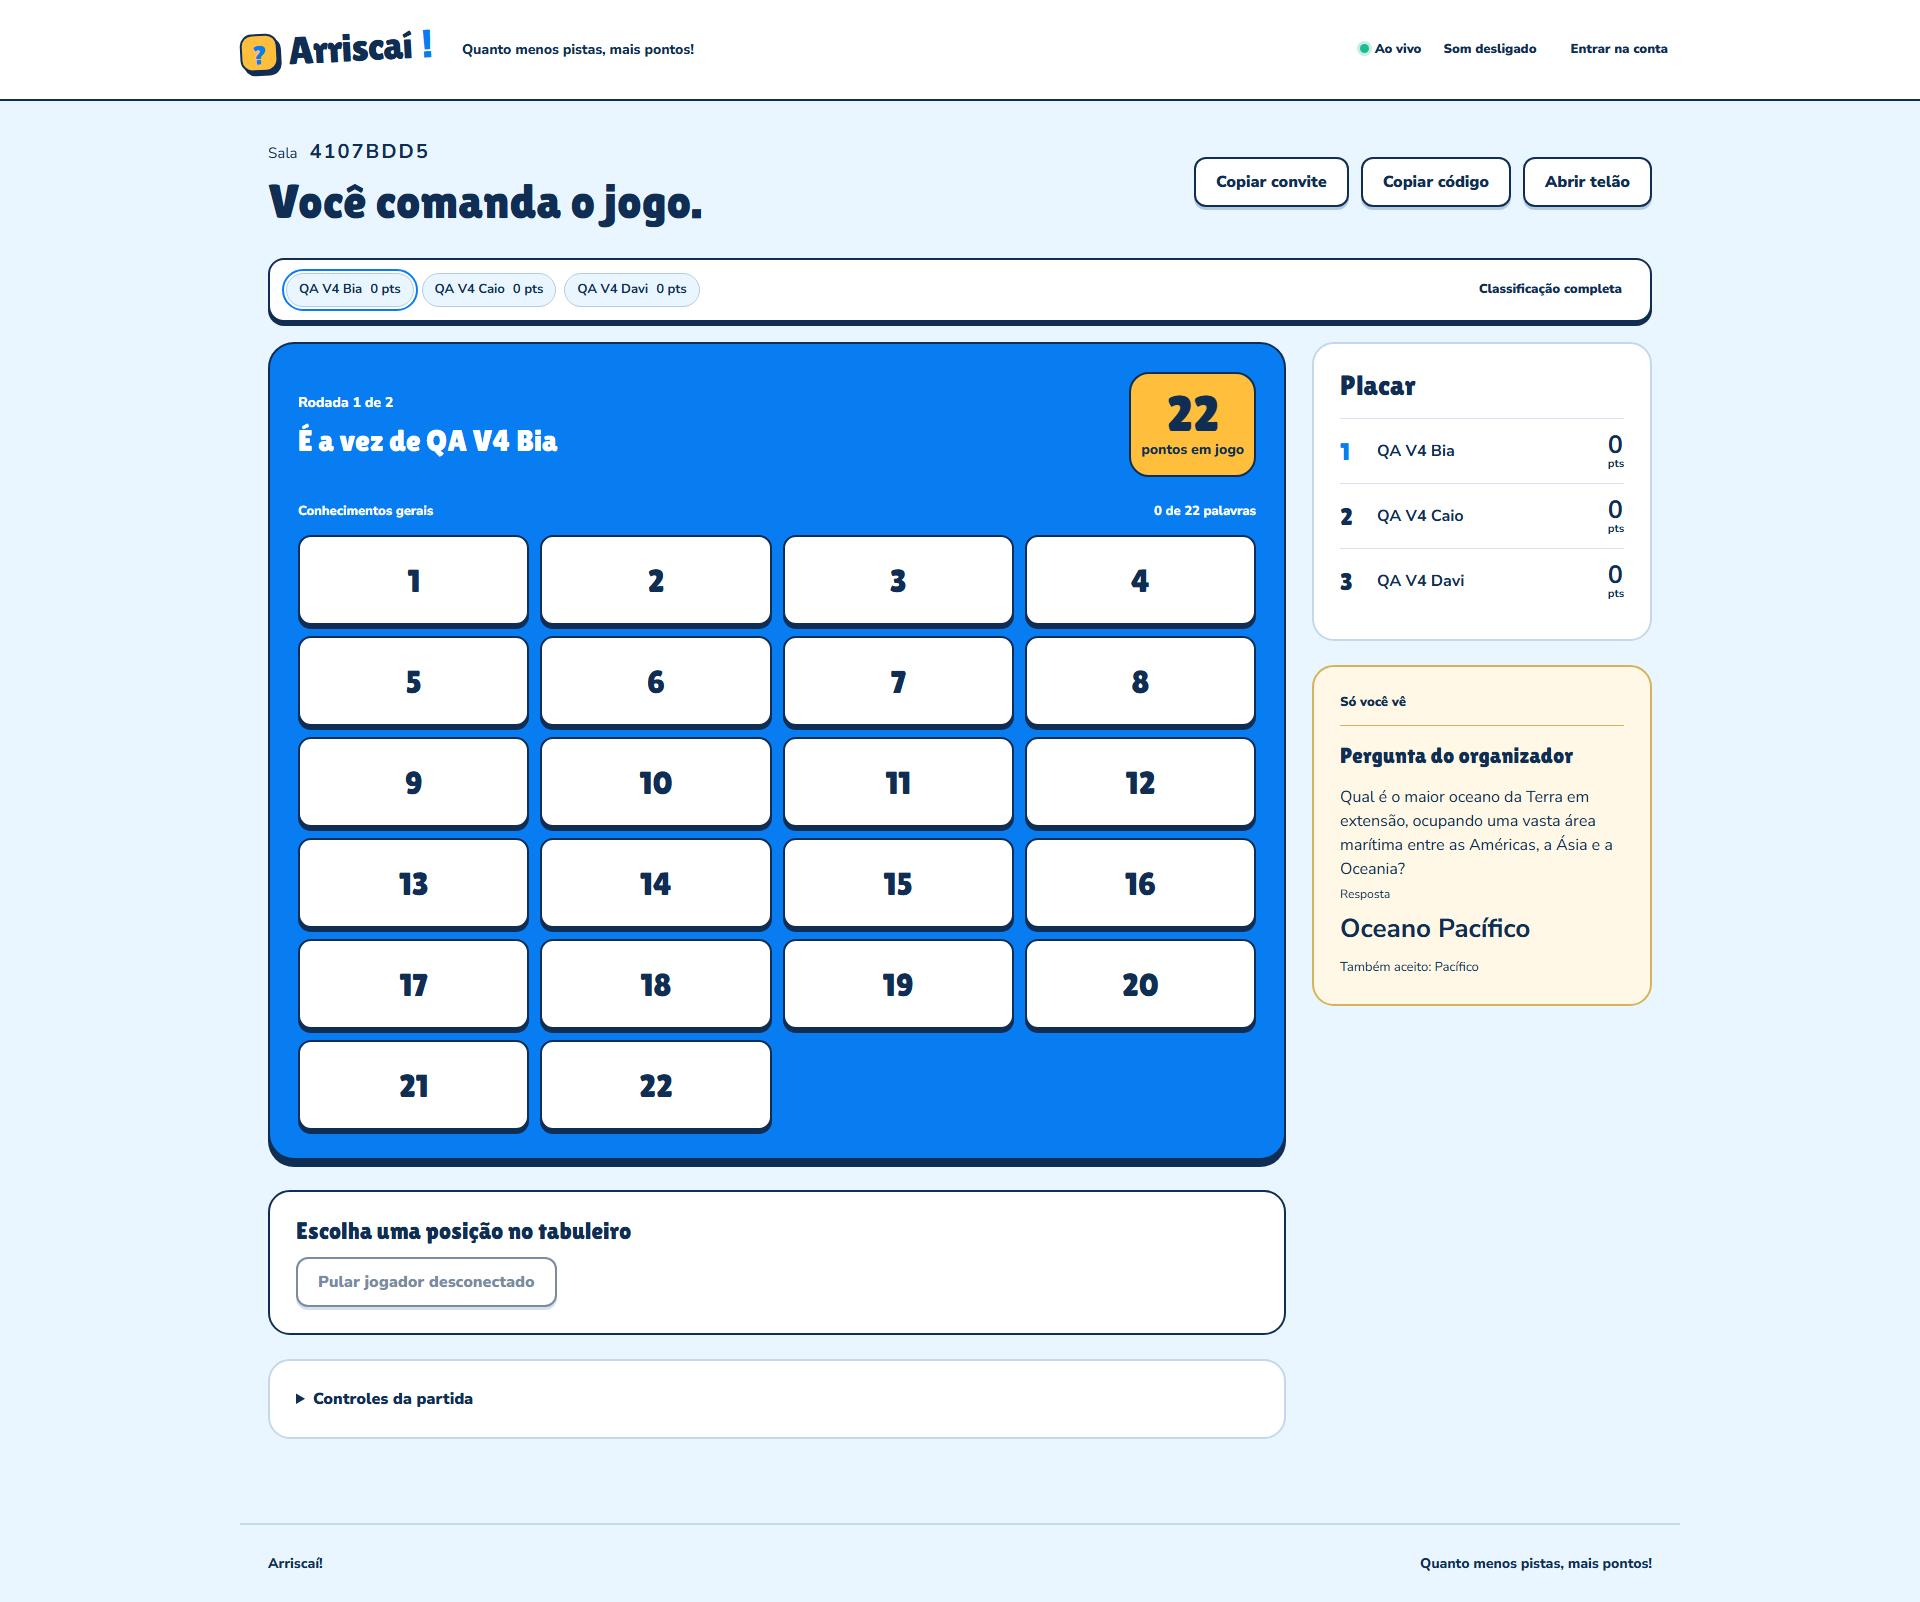 ? Arriscaí !
Quanto menos pistas, mais pontos!
Ao vivo
Som desligado
Entrar na conta
Sala 4107BDD5
Você comanda o jogo.
Copiar convite
Copiar código
Abrir telão
QA V4 Bia 0 pts
QA V4 Caio 0 pts
QA V4 Davi 0 pts
Classificação completa
Rodada 1 de 2
É a vez de QA V4 Bia
22
pontos em jogo
Conhecimentos gerais
0 de 22 palavras
1
2
3
4
5
6
7
8
9
10
11
12
13
14
15
16
17
18
19
20
21
22
Escolha uma posição no tabuleiro
Pular jogador desconectado
Controles da partida
Placar
1 QA V4 Bia 0
pts
2 QA V4 Caio 0
pts
3 QA V4 Davi 0
pts
Só você vê
Pergunta do organizador
Qual é o maior oceano da Terra em
extensão, ocupando uma vasta área
marítima entre as Américas, a Ásia e a
Oceania?
Resposta
Oceano Pacífico
Também aceito: Pacífico
Arriscaí!
Quanto menos pistas, mais pontos!